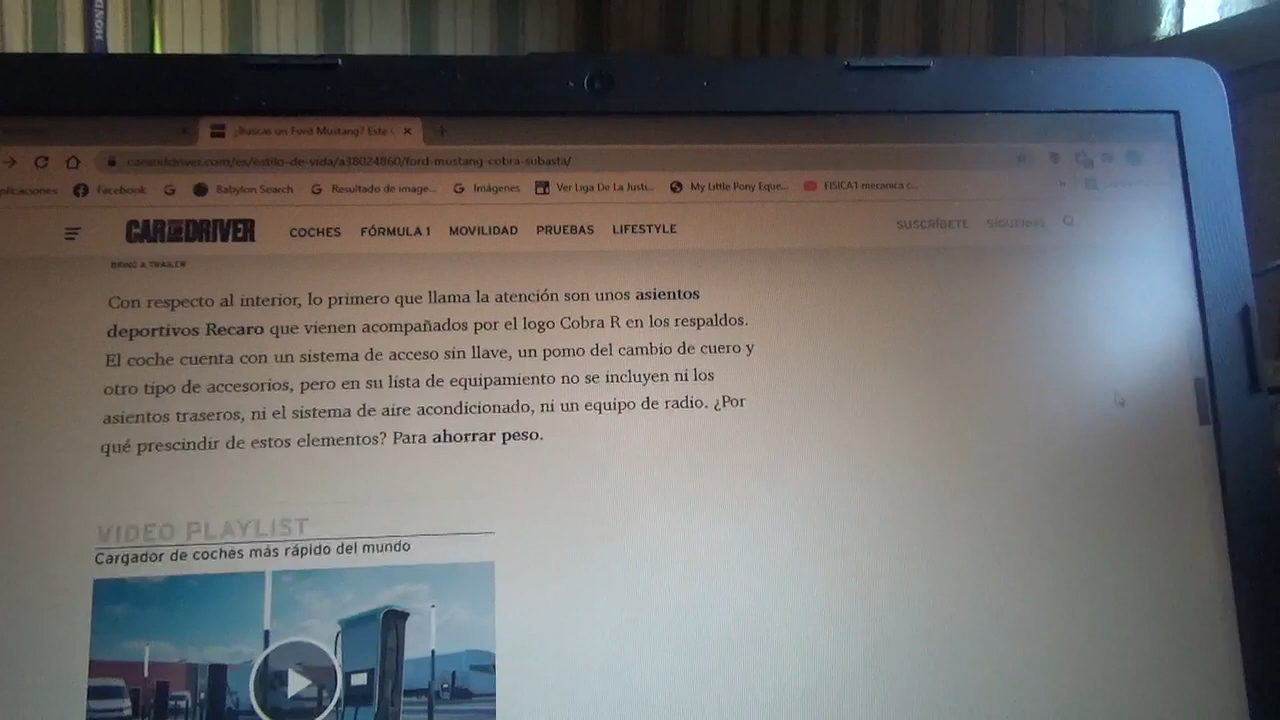 ¿Buscas un Ford Mustang? Este
caranddriver.com/es/estilo-de-vida/a38024860/ford-mustang-cobra-subasta/
plicaciones Facebook Babylon Search Resultado de image... Imágenes Ver Liga De La Justi... My Little Pony Eque... FISICA1 mecanica c...
CAR AND DRIVER COCHES FÓRMULA 1 MOVILIDAD PRUEBAS LIFESTYLE SUSCRÍBETE SÍGUENOS
BRING A TRAILER
Con respecto al interior, lo primero que llama la atención son unos asientos
deportivos Recaro que vienen acompañados por el logo Cobra R en los respaldos.
El coche cuenta con un sistema de acceso sin llave, un pomo del cambio de cuero y
otro tipo de accesorios, pero en su lista de equipamiento no se incluyen ni los
asientos traseros, ni el sistema de aire acondicionado, ni un equipo de radio. ¿Por
qué prescindir de estos elementos? Para ahorrar peso.
VIDEO PLAYLIST
Cargador de coches más rápido del mundo